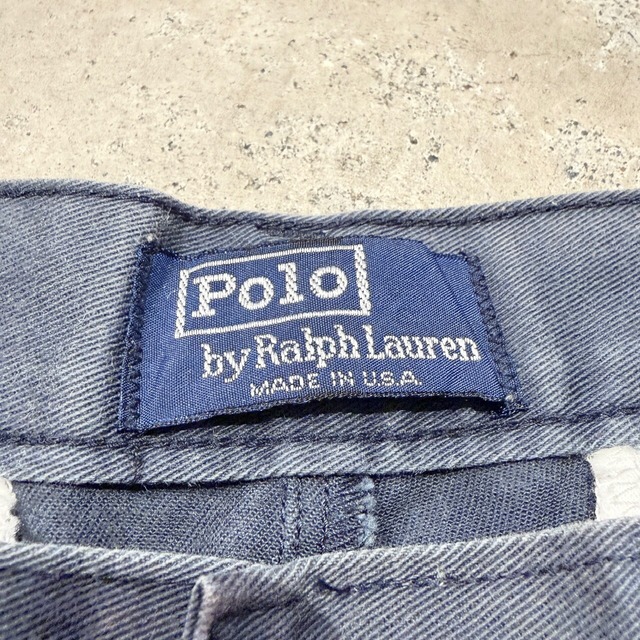 Polo
by Ralph Lauren
MADE IN U.S.A.